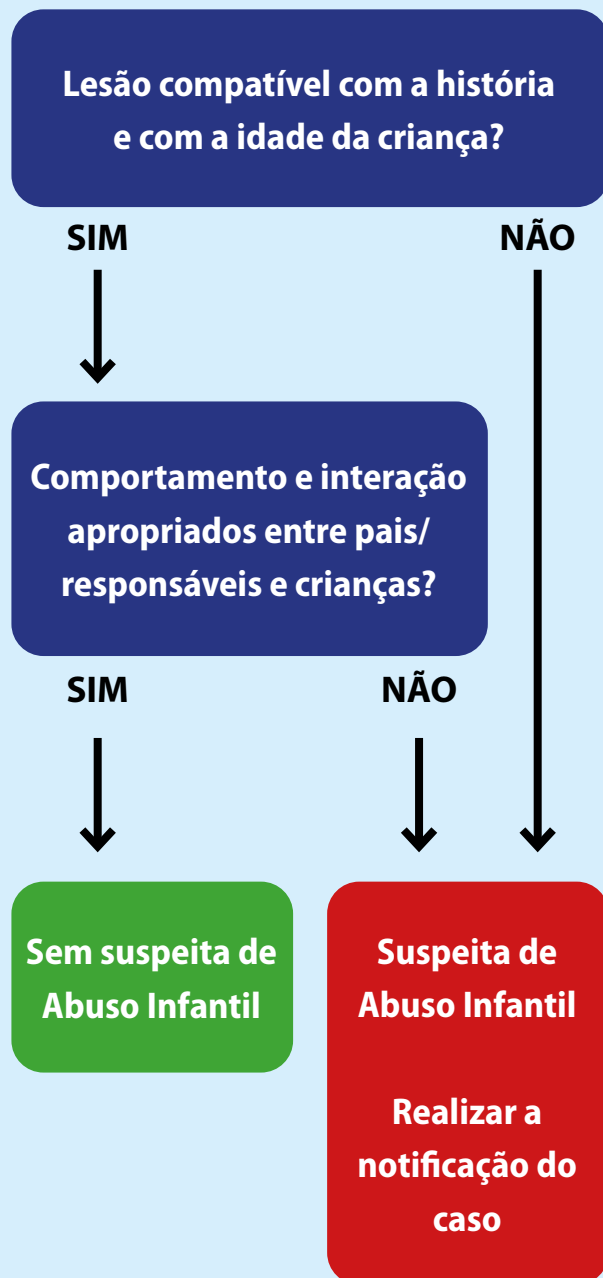 Lesão compatível com a história
e com a idade da criança?
SIM
NÃO
Comportamento e interação
apropriados entre pais/
responsáveis e crianças?
SIM
NÃO
Sem suspeita de
Abuso Infantil
Suspeita de
Abuso Infantil
Realizar a
notificação do
caso